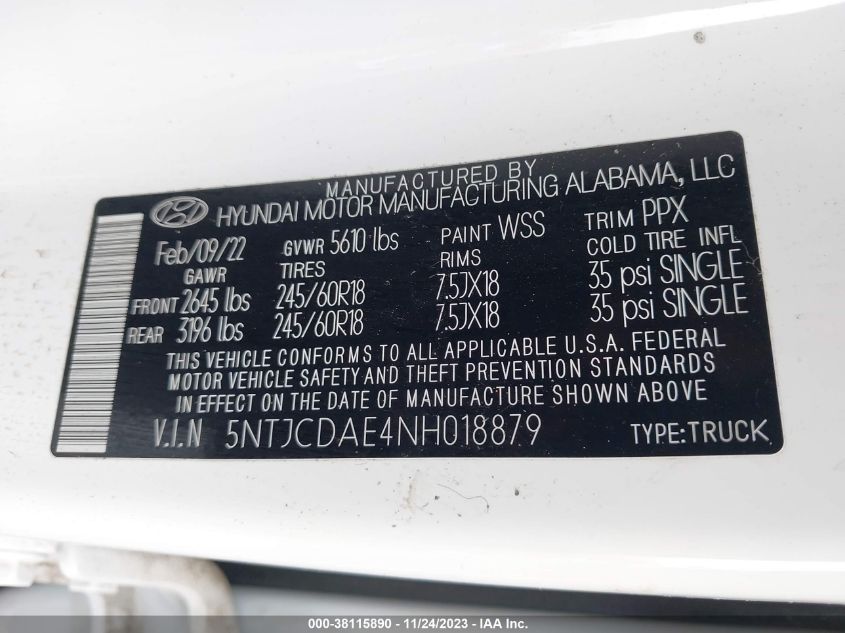 MANUFACTURED BY
HYUNDAI MOTOR MANUFACTURING ALABAMA, LLC
Feb/09/22 GVWR 5610 lbs PAINT WSS TRIM PPX
GAWR TIRES RIMS COLD TIRE INFL
FRONT 2645 lbs 245/60R18 7.5JX18 35 psi SINGLE
REAR 3196 lbs 245/60R18 7.5JX18 35 psi SINGLE
THIS VEHICLE CONFORMS TO ALL APPLICABLE U.S.A. FEDERAL
MOTOR VEHICLE SAFETY AND THEFT PREVENTION STANDARDS
IN EFFECT ON THE DATE OF MANUFACTURE SHOWN ABOVE
V.I.N 5NTJCDAE4NH018879 TYPE:TRUCK
000-38115890 - 11/24/2023 - IAA Inc.